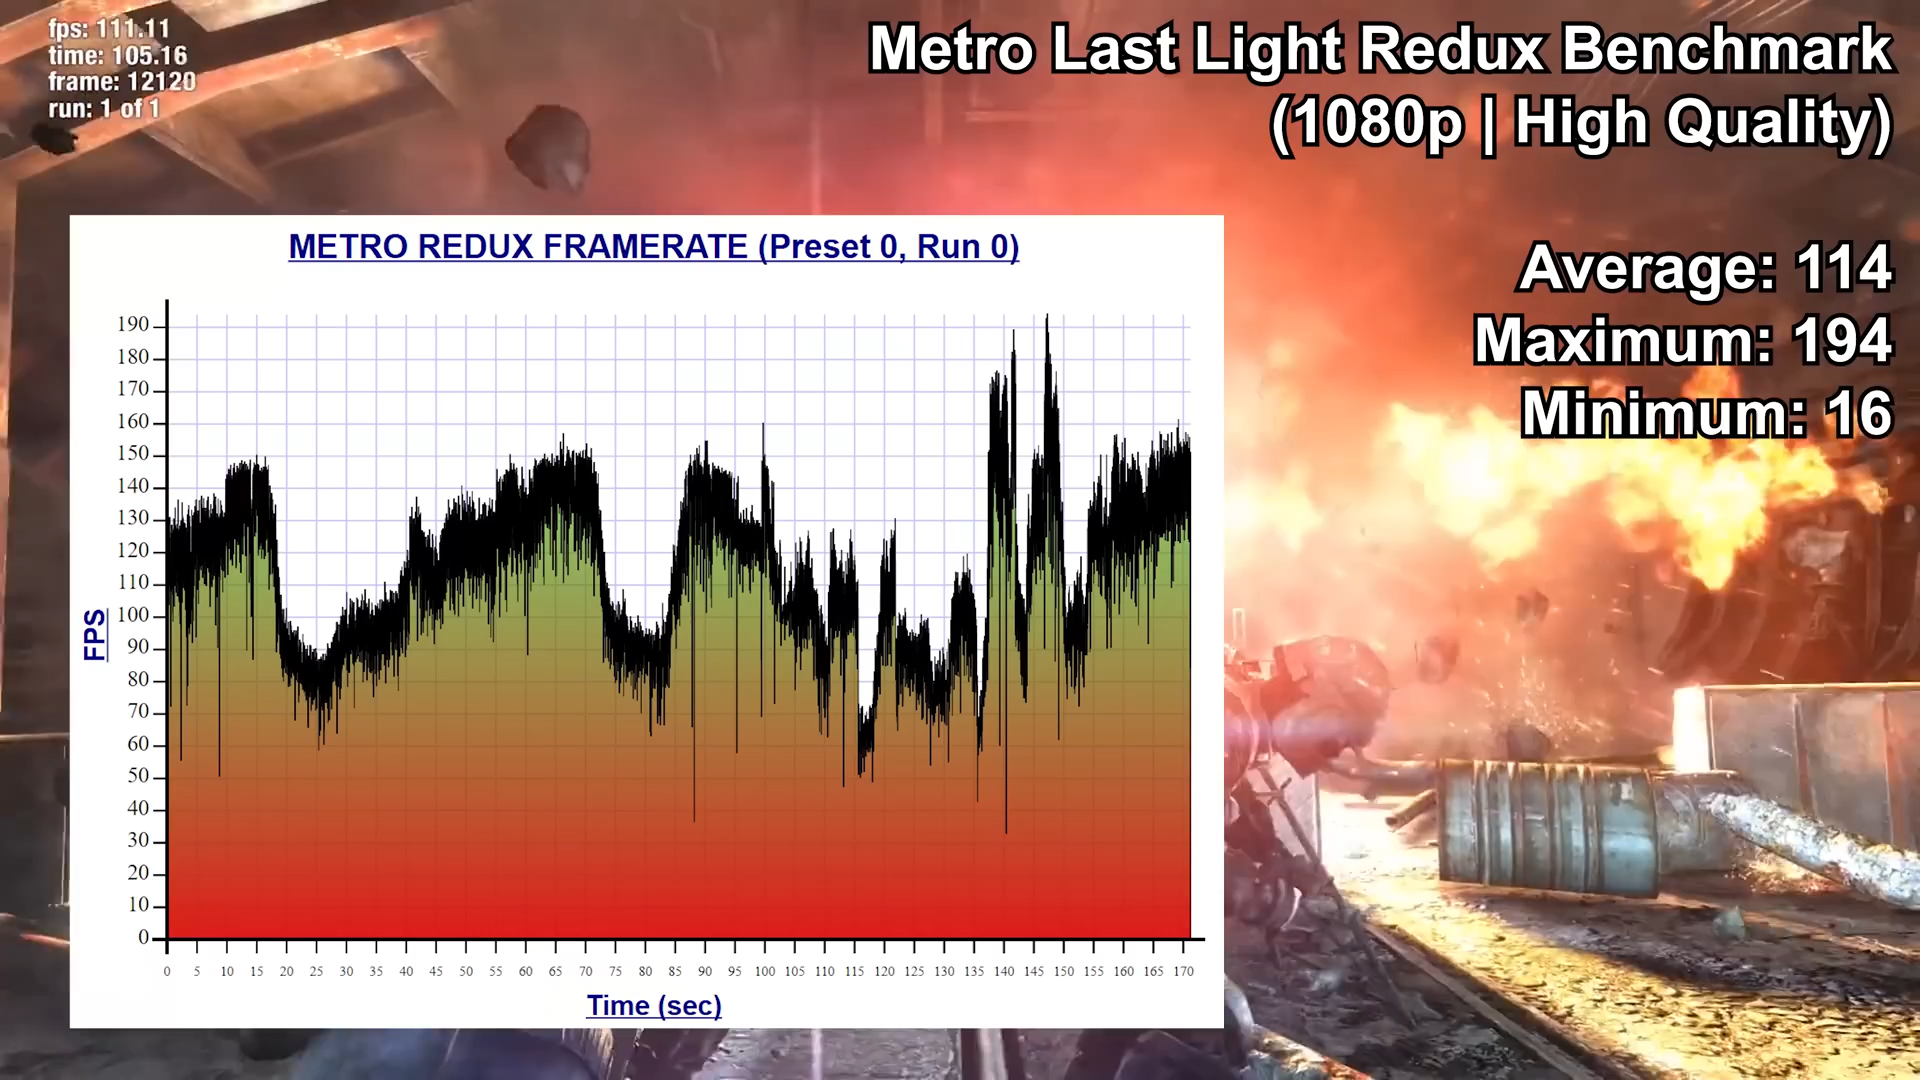 fps: 111.11
time: 105.16
frame: 12120
run: 1 of 1
Metro Last Light Redux Benchmark
(1080p | High Quality)
Average: 114
Maximum: 194
Minimum: 16
METRO REDUX FRAMERATE (Preset 0, Run 0)
190
180
170
160
150
140
130
120
110
100
90
80
70
60
50
40
30
20
10
0
FPS
0 5 10 15 20 25 30 35 40 45 50 55 60 65 70 75 80 85 90 95 100 105 110 115 120 125 130 135 140 145 150 155 160 165 170
Time (sec)